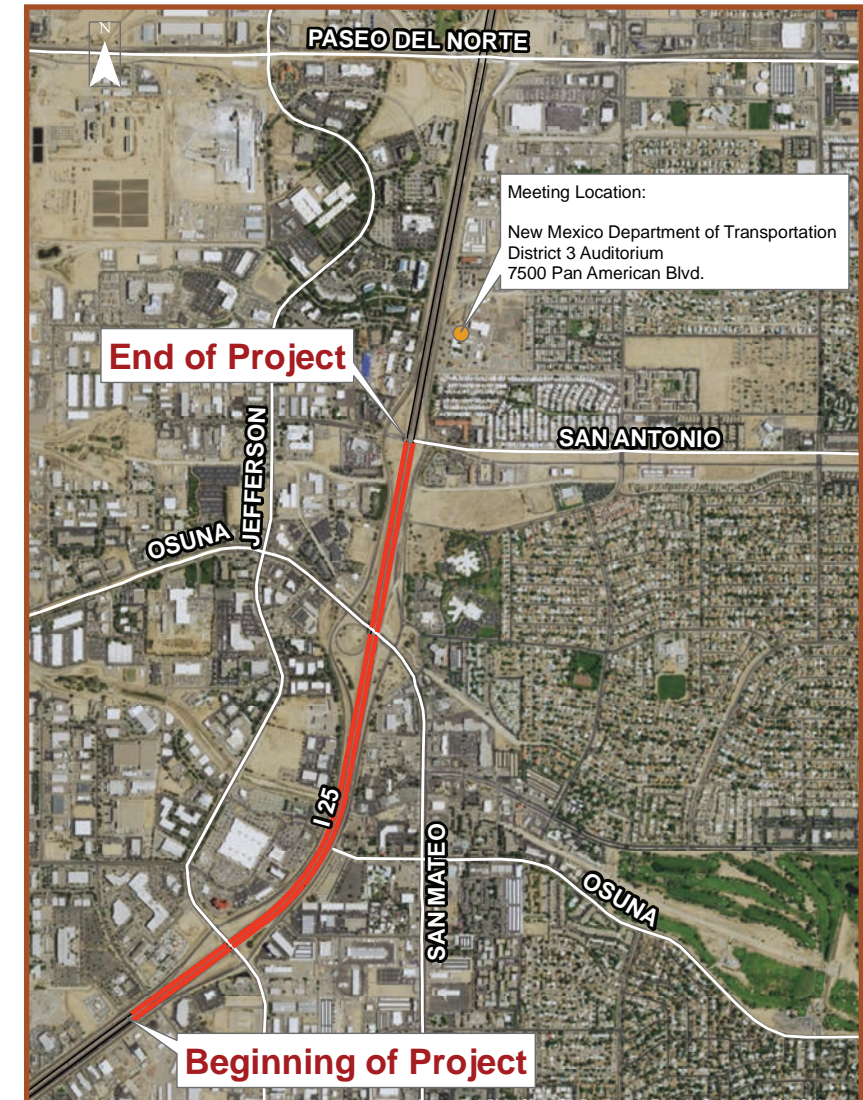 N
PASEO DEL NORTE
Meeting Location:
New Mexico Department of Transportation
District 3 Auditorium
7500 Pan American Blvd.
End of Project
JEFFERSON
SAN ANTONIO
OSUNA
I 25
SAN MATEO
OSUNA
Beginning of Project